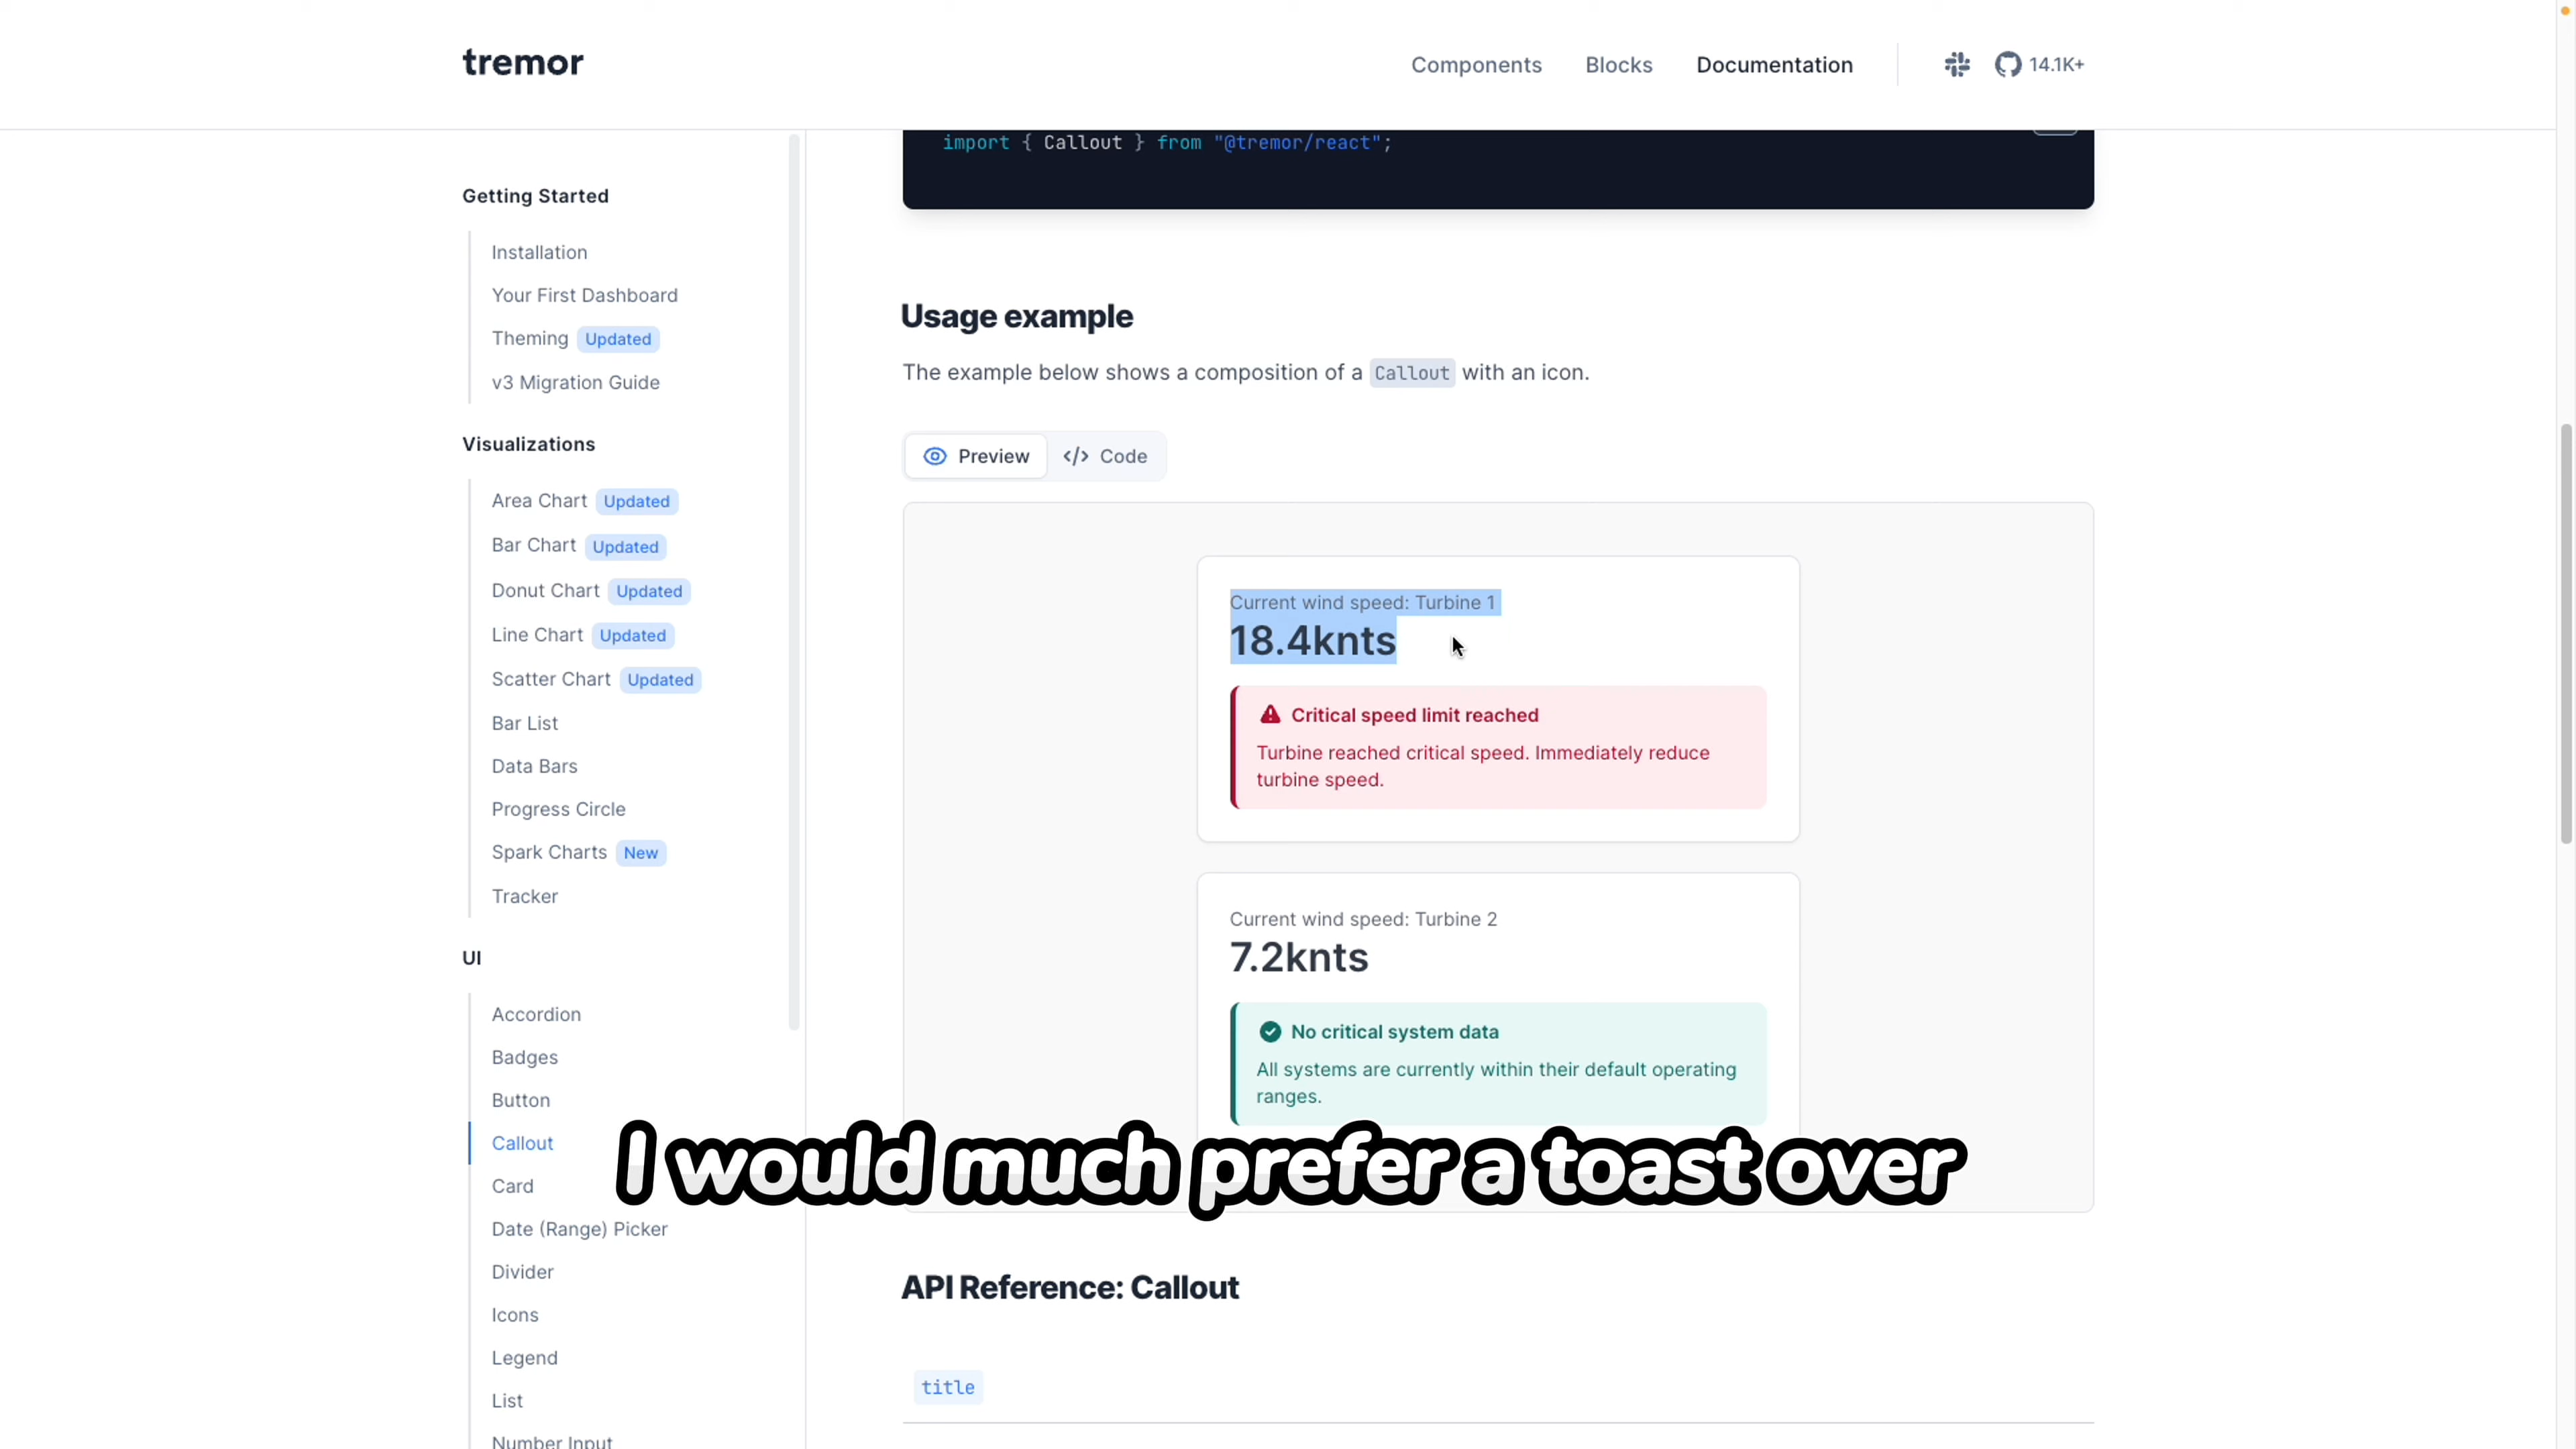 tremor
Components
Blocks
Documentation
14.1K+
Getting Started
Installation
Your First Dashboard
Theming Updated
v3 Migration Guide
Visualizations
Area Chart Updated
Bar Chart Updated
Donut Chart Updated
Line Chart Updated
Scatter Chart Updated
Bar List
Data Bars
Progress Circle
Spark Charts New
Tracker
UI
Accordion
Badges
Button
Callout
Card
Date (Range) Picker
Divider
Icons
Legend
List
Number Input
import { Callout } from "@tremor/react";
Usage example
The example below shows a composition of a Callout with an icon.
Preview
Code
Current wind speed: Turbine 1
18.4knts
Critical speed limit reached
Turbine reached critical speed. Immediately reduce
turbine speed.
Current wind speed: Turbine 2
7.2knts
No critical system data
All systems are currently within their default operating
ranges.
I would much prefer a toast over
API Reference: Callout
title